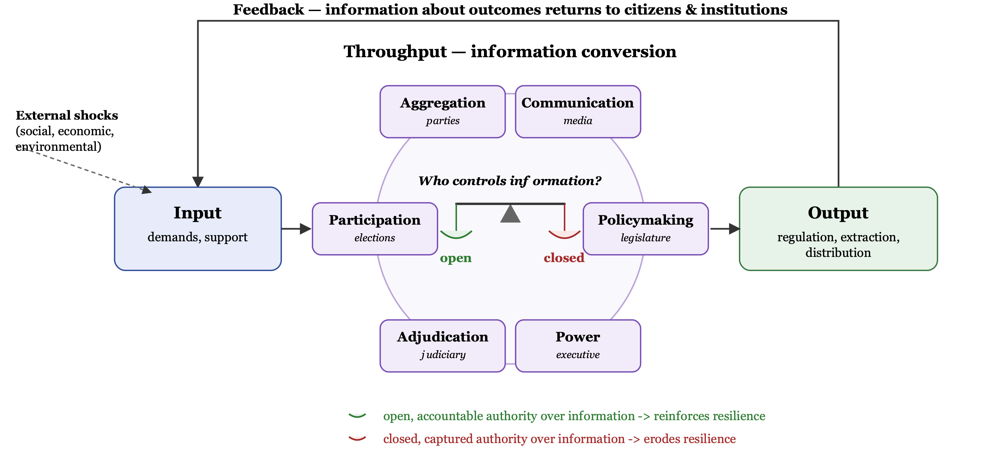 Feedback — information about outcomes returns to citizens & institutions
Throughput — information conversion
Aggregation
parties
Communication
media
External shocks
(social, economic,
environmental)
Who controls inf ormation?
Input
demands, support
Participation
elections
open
closed
Policymaking
legislature
Output
regulation, extraction,
distribution
Adjudication
j udiciary
Power
executive
open, accountable authority over information -> reinforces resilience
closed, captured authority over information -> erodes resilience